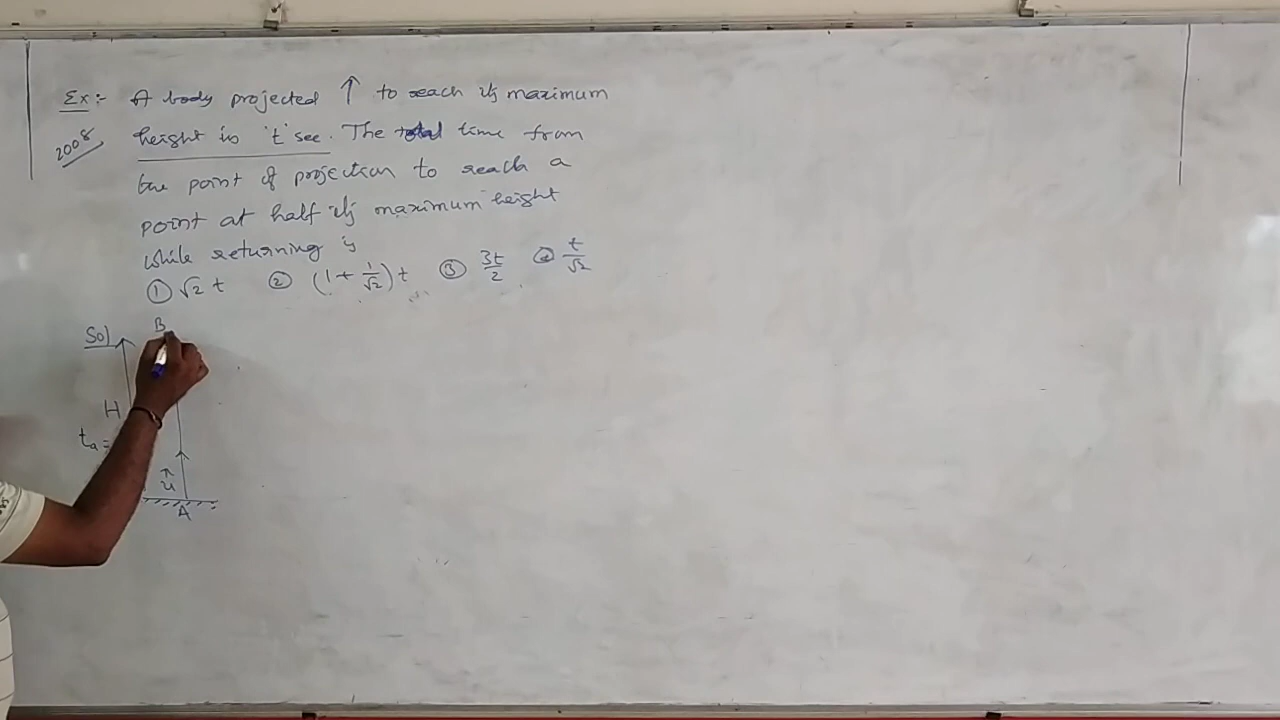 Ex:- A body projected ↑ to reach its maximum
2008 height is 't' sec. The total time from
the point of projection to reach a
point at half its maximum height
while returning is
① √2 t ② (1 + 1/√2) t ③ 3t/2 ④ t/√2
Sol B
H
ta =
u
A